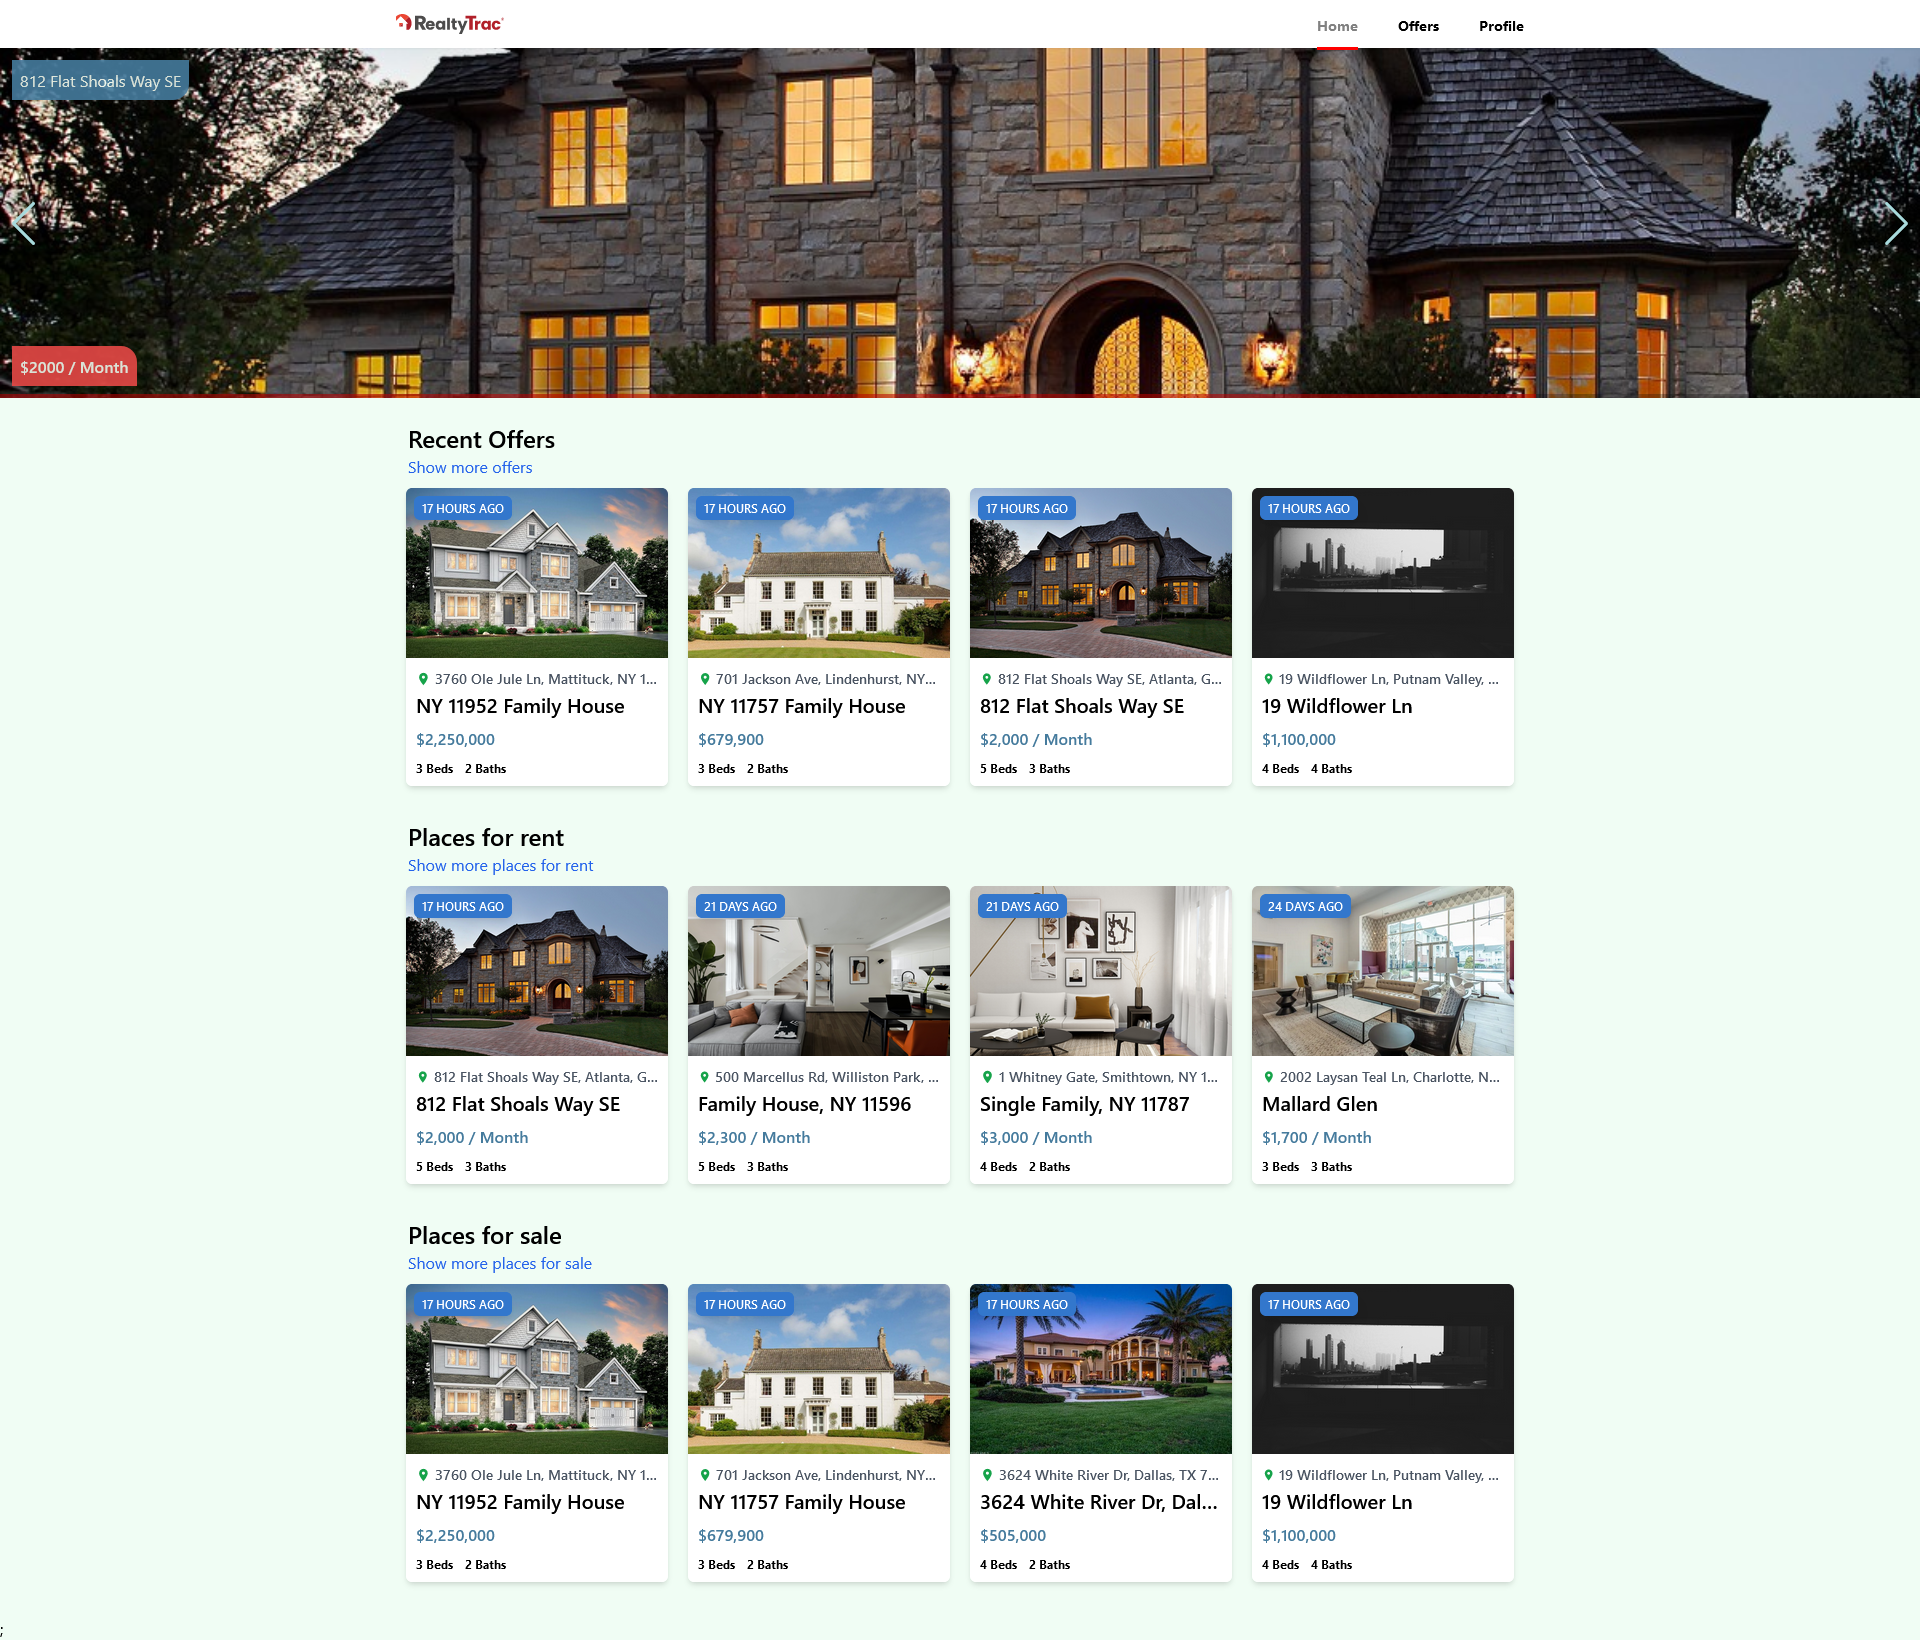 RealtyTrac
Home Offers Profile
812 Flat Shoals Way SE
$2000 / Month
Recent Offers
Show more offers
17 HOURS AGO
3760 Ole Jule Ln, Mattituck, NY 1...
NY 11952 Family House
$2,250,000
3 Beds 2 Baths
17 HOURS AGO
701 Jackson Ave, Lindenhurst, NY...
NY 11757 Family House
$679,900
3 Beds 2 Baths
17 HOURS AGO
812 Flat Shoals Way SE, Atlanta, G...
812 Flat Shoals Way SE
$2,000 / Month
5 Beds 3 Baths
17 HOURS AGO
19 Wildflower Ln, Putnam Valley, ...
19 Wildflower Ln
$1,100,000
4 Beds 4 Baths
Places for rent
Show more places for rent
17 HOURS AGO
812 Flat Shoals Way SE, Atlanta, G...
812 Flat Shoals Way SE
$2,000 / Month
5 Beds 3 Baths
21 DAYS AGO
500 Marcellus Rd, Williston Park, ...
Family House, NY 11596
$2,300 / Month
5 Beds 3 Baths
21 DAYS AGO
1 Whitney Gate, Smithtown, NY 1...
Single Family, NY 11787
$3,000 / Month
4 Beds 2 Baths
24 DAYS AGO
2002 Laysan Teal Ln, Charlotte, N...
Mallard Glen
$1,700 / Month
3 Beds 3 Baths
Places for sale
Show more places for sale
17 HOURS AGO
3760 Ole Jule Ln, Mattituck, NY 1...
NY 11952 Family House
$2,250,000
3 Beds 2 Baths
17 HOURS AGO
701 Jackson Ave, Lindenhurst, NY...
NY 11757 Family House
$679,900
3 Beds 2 Baths
17 HOURS AGO
3624 White River Dr, Dallas, TX 7...
3624 White River Dr, Dal...
$505,000
4 Beds 2 Baths
17 HOURS AGO
19 Wildflower Ln, Putnam Valley, ...
19 Wildflower Ln
$1,100,000
4 Beds 4 Baths
;